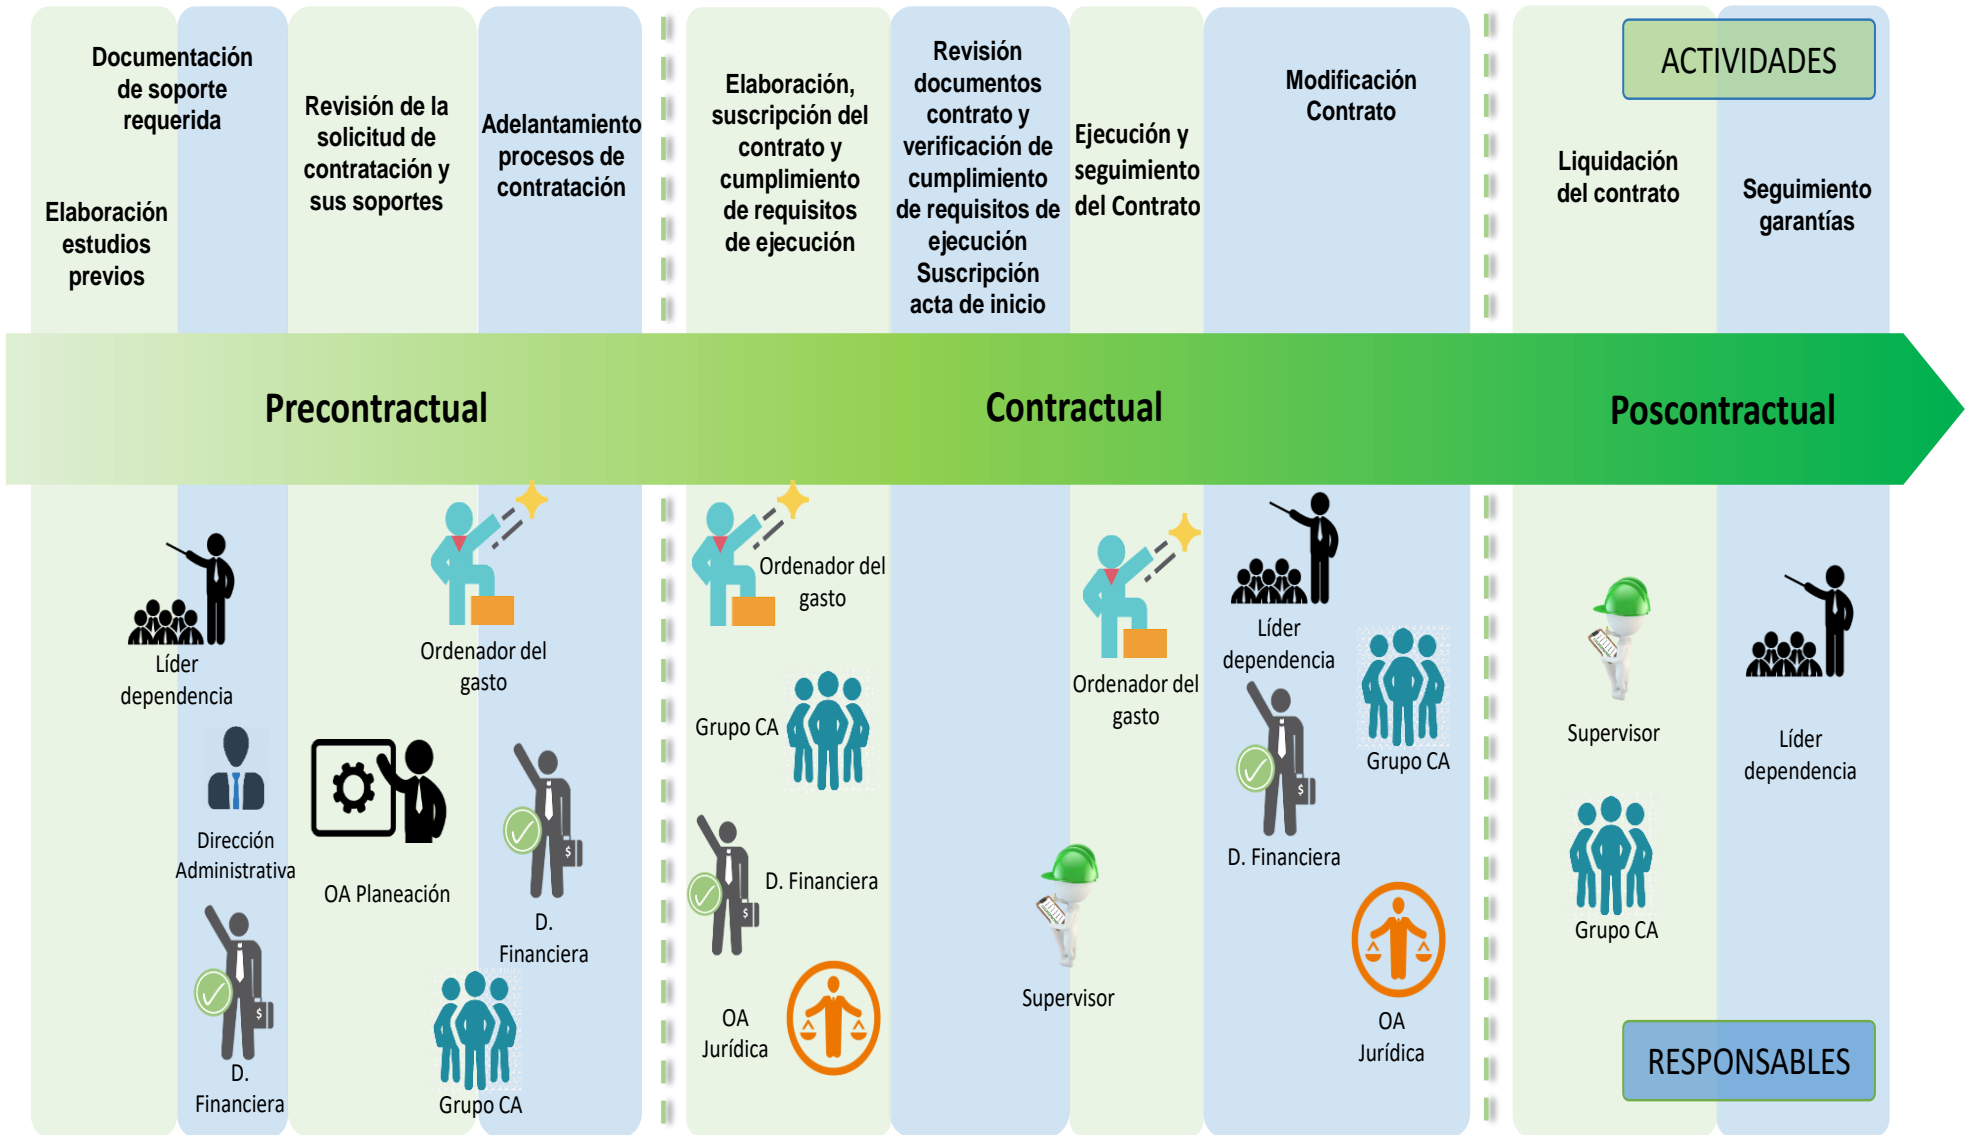 Documentación
de soporte
requerida
Elaboración
estudios
previos
Revisión de la
solicitud de
contratación y
sus soportes
Adelantamiento
procesos de
contratación
Elaboración,
suscripción del
contrato y
cumplimiento
de requisitos
de ejecución
Revisión
documentos
contrato y
verificación de
cumplimiento
de requisitos de
ejecución
Suscripción
acta de inicio
Ejecución y
seguimiento
del Contrato
Modificación
Contrato
ACTIVIDADES
Liquidación
del contrato
Seguimiento
garantías
Precontractual
Contractual
Poscontractual
Líder
dependencia
Dirección
Administrativa
D.
Financiera
OA Planeación
Ordenador del
gasto
D.
Financiera
Grupo CA
Ordenador del
gasto
Grupo CA
D. Financiera
OA
Jurídica
Supervisor
Ordenador del
gasto
Líder
dependencia
Grupo CA
D. Financiera
OA
Jurídica
Supervisor
Grupo CA
Líder
dependencia
RESPONSABLES